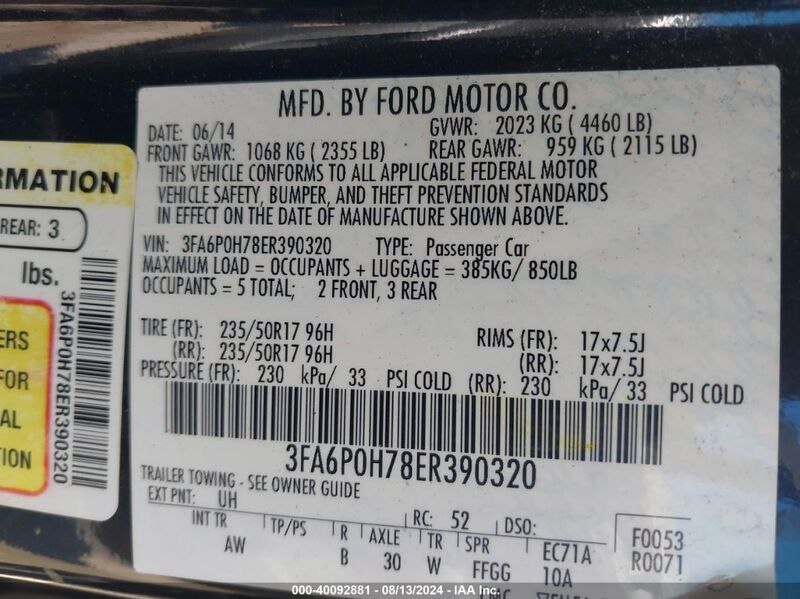 MFD. BY FORD MOTOR CO.
DATE: 06/14 GVWR: 2023 KG ( 4460 LB)
FRONT GAWR: 1068 KG ( 2355 LB) REAR GAWR: 959 KG ( 2115 LB)
THIS VEHICLE CONFORMS TO ALL APPLICABLE FEDERAL MOTOR
VEHICLE SAFETY, BUMPER, AND THEFT PREVENTION STANDARDS
IN EFFECT ON THE DATE OF MANUFACTURE SHOWN ABOVE.
VIN: 3FA6P0H78ER390320 TYPE: Passenger Car
MAXIMUM LOAD = OCCUPANTS + LUGGAGE = 385KG/ 850LB
OCCUPANTS = 5 TOTAL; 2 FRONT, 3 REAR
TIRE (FR): 235/50R17 96H RIMS (FR): 17x7.5J
(RR): 235/50R17 96H (RR): 17x7.5J
PRESSURE (FR): 230 kPa/ 33 PSI COLD (RR): 230 kPa/ 33 PSI COLD
3FA6P0H78ER390320
TRAILER TOWING - SEE OWNER GUIDE
EXT PNT: UH RC: 52 DSO: F0053
INT TR TP/PS R AXLE TR SPR EC71A R0071
AW B 30 W FFGG 10A
RMATION
REAR: 3
lbs.
3FA6P0H78ER390320
ERS
FOR
AL
TION
000-40092881 - 08/13/2024 - IAA Inc.